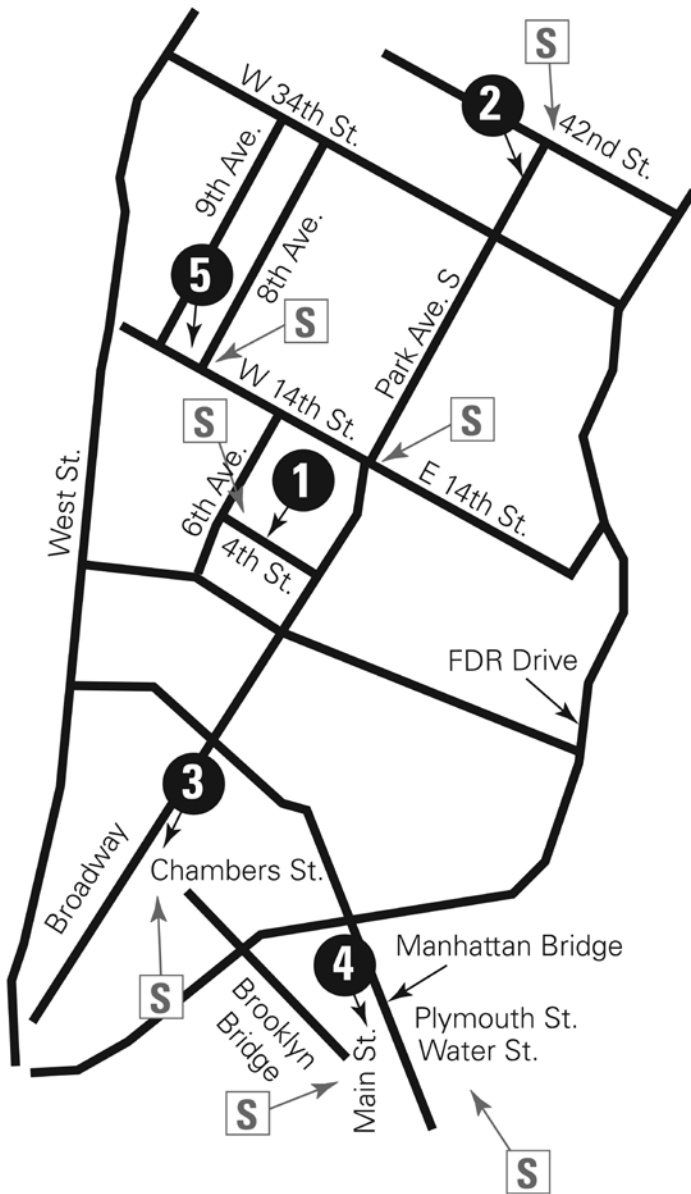 S
W 34th St.
2
42nd St.
9th Ave.
8th Ave.
5
S
Park Ave. S
W 14th St.
S
S
6th Ave.
1
E 14th St.
West St.
4th St.
FDR Drive
3
Broadway
Chambers St.
Manhattan Bridge
4
S
Plymouth St.
Water St.
Brooklyn
Bridge
Main St.
S
S